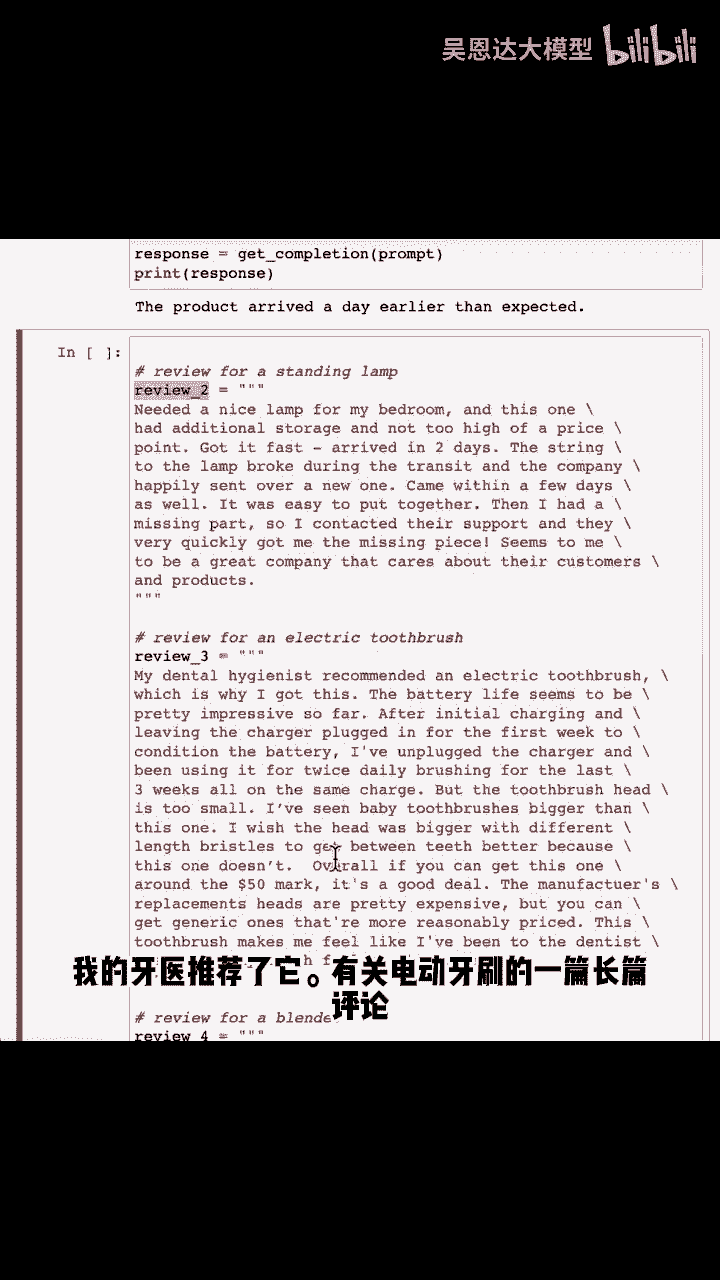 吴恩达大模型 bilibili
response = get_completion(prompt)
print(response)
The product arrived a day earlier than expected.
In [ ]:
# review for a standing lamp
review_2 = """
Needed a nice lamp for my bedroom, and this one \
had additional storage and not too high of a price \
point. Got it fast - arrived in 2 days. The string \
to the lamp broke during the transit and the company \
happily sent over a new one. Came within a few days \
as well. It was easy to put together. Then I had a \
missing part, so I contacted their support and they \
very quickly got me the missing piece! Seems to me \
to be a great company that cares about their customers \
and products.
"""
# review for an electric toothbrush
review_3 = """
My dental hygienist recommended an electric toothbrush, \
which is why I got this. The battery life seems to be \
pretty impressive so far. After initial charging and \
leaving the charger plugged in for the first week to \
condition the battery, I've unplugged the charger and \
been using it for twice daily brushing for the last \
3 weeks all on the same charge. But the toothbrush head \
is too small. I’ve seen baby toothbrushes bigger than \
this one. I wish the head was bigger with different \
length bristles to get between teeth better because \
this one doesn’t.  Overall if you can get this one \
around the $50 mark, it's a good deal. The manufactuer's \
replacements heads are pretty expensive, but you can \
get generic ones that're more reasonably priced. This \
toothbrush makes me feel like I've been to the dentist \
我的牙医推荐了它。有关电动牙刷的一篇长篇
评论
# review for a blender
review_4 = """